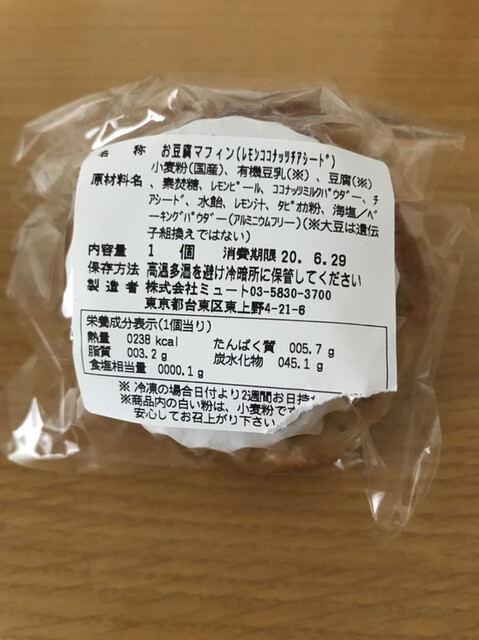 名　称　お豆腐マフィン(ﾚﾓﾝｺｺﾅｯﾂﾁｱｼｰﾄﾞ)
原材料名　小麦粉(国産)、有機豆乳(※)、豆腐(※)
、素焚糖、ﾚﾓﾝﾋﾟｰﾙ、ｺｺﾅｯﾂﾐﾙｸﾊﾟｳﾀﾞｰ、ﾁ
ｱｼｰﾄﾞ、水飴、ﾚﾓﾝ汁、ﾀﾋﾟｵｶ粉、海塩／ﾍﾞ
ｰｷﾝｸﾞﾊﾟｳﾀﾞｰ(ｱﾙﾐﾆｳﾑﾌﾘｰ)(※大豆は遺伝
子組換えではない)
内容量　1　個　消費期限 20. 6.29
保存方法　高温多湿を避け冷暗所に保管してください
製造者　株式会社ミュート03-5830-3700
東京都台東区東上野4-21-6
栄養成分表示(1個当り)
熱量　0238 kcal　たんぱく質　005.7g
脂質　003.2g　炭水化物　045.1g
食塩相当量　0000.1g
※ 冷凍の場合日付より2週間お日持
※商品内の白い粉は、小麦粉で
安心してお召上がり下さい